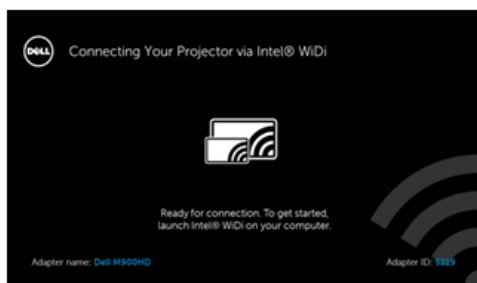 DELL
Connecting Your Projector via Intel® WiDi
Ready for connection. To get started,
launch Intel® WiDi on your computer.
Adapter name: Dell M900HD
Adapter ID: 5219